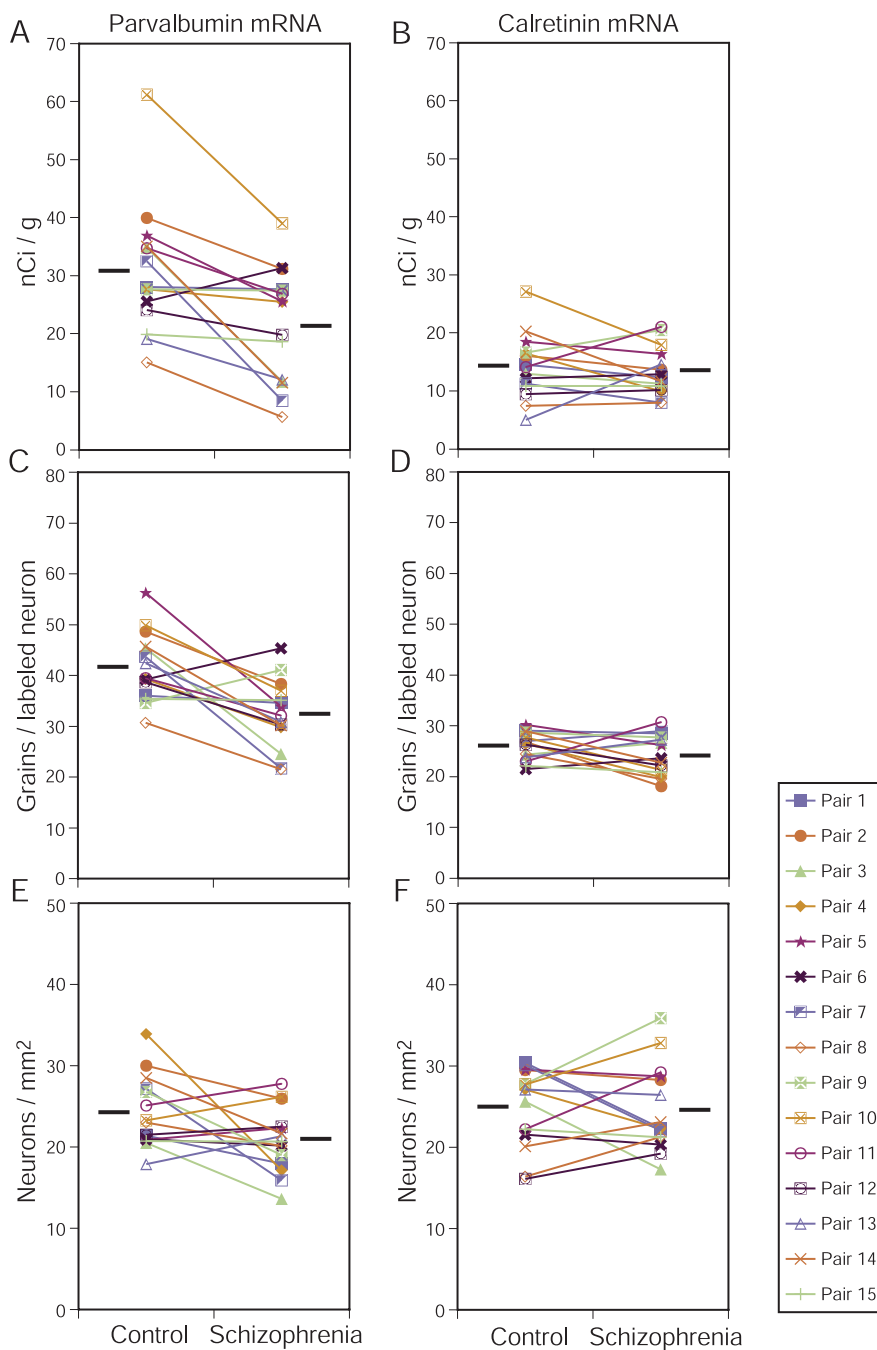 A
Parvalbumin mRNA
B
Calretinin mRNA
70
60
50
40
30
20
10
0
nCi / g
70
60
50
40
30
20
10
0
nCi / g
C
80
70
60
50
40
30
20
10
0
Grains / labeled neuron
D
80
70
60
50
40
30
20
10
0
Grains / labeled neuron
E
50
40
30
20
10
0
Neurons / mm2
Control
Schizophrenia
F
50
40
30
20
10
0
Neurons / mm2
Control
Schizophrenia
Pair 1
Pair 2
Pair 3
Pair 4
Pair 5
Pair 6
Pair 7
Pair 8
Pair 9
Pair 10
Pair 11
Pair 12
Pair 13
Pair 14
Pair 15